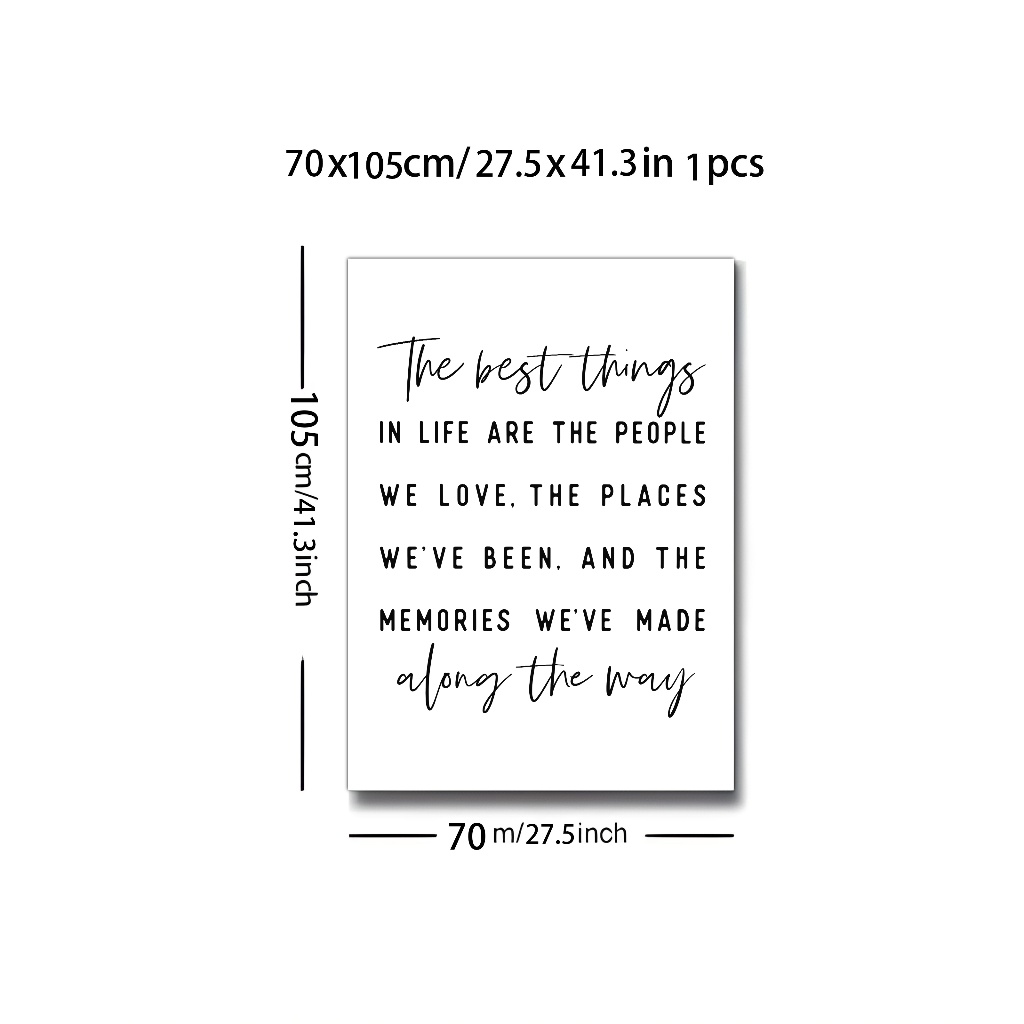 70x105cm/27.5x41.3in 1pcs
105cm/41.3inch
The best things
IN LIFE ARE THE PEOPLE
WE LOVE, THE PLACES
WE'VE BEEN, AND THE
MEMORIES WE'VE MADE
along the way
70 m/27.5inch